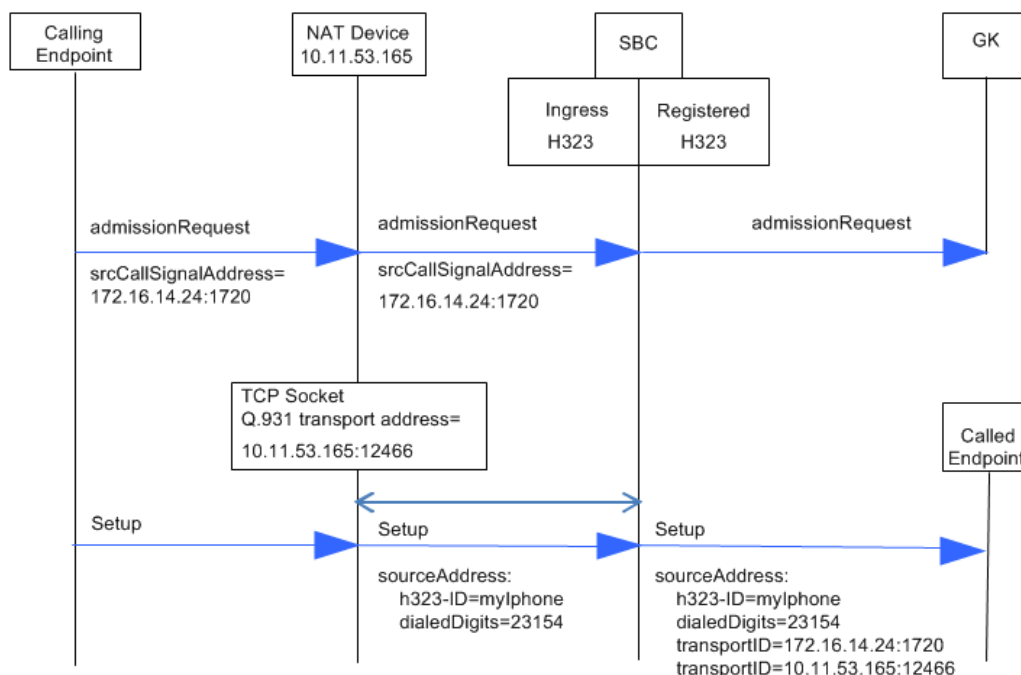 Calling
Endpoint
NAT Device
10.11.53.165
SBC
GK
Ingress
H323
Registered
H323
admissionRequest
admissionRequest
admissionRequest
srcCallSignalAddress=
172.16.14.24:1720
srcCallSignalAddress=
172.16.14.24:1720
TCP Socket
Q.931 transport address=
10.11.53.165:12466
Called
Endpoint
Setup
Setup
Setup
sourceAddress:
h323-ID=myIphone
dialedDigits=23154
sourceAddress:
h323-ID=myIphone
dialedDigits=23154
transportID=172.16.14.24:1720
transportID=10.11.53.165:12466